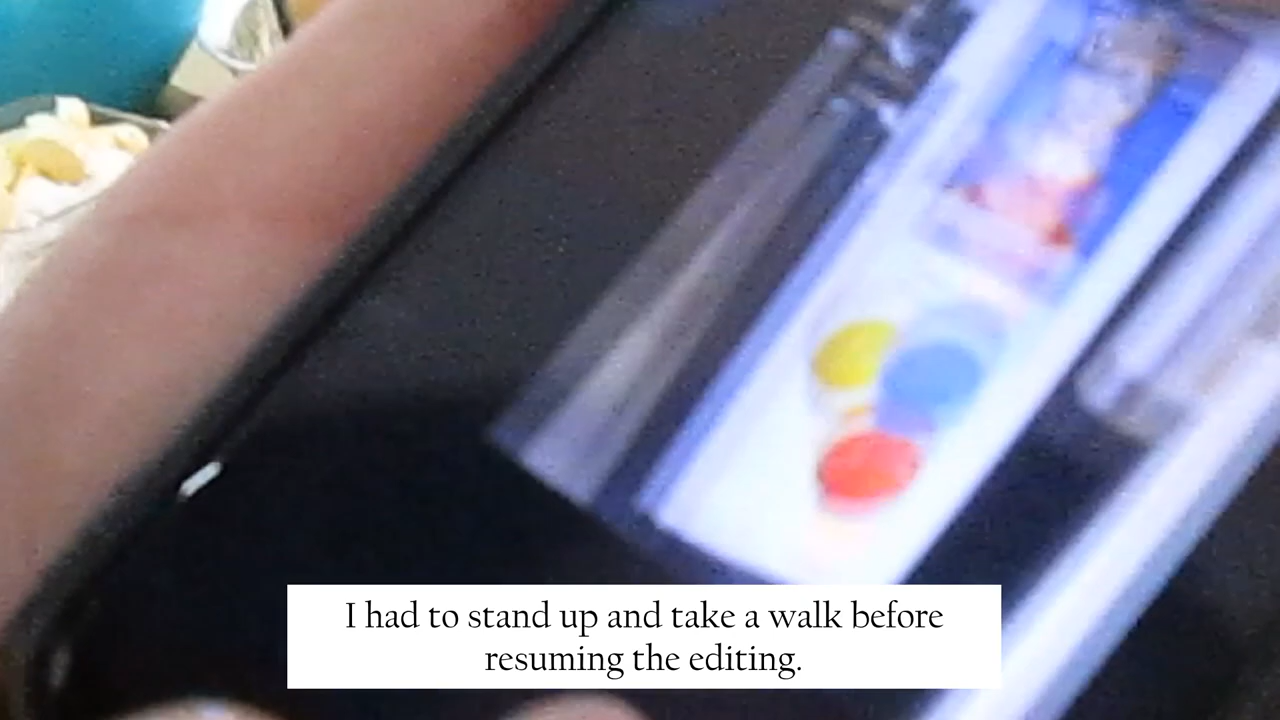 I had to stand up and take a walk before
resuming the editing.